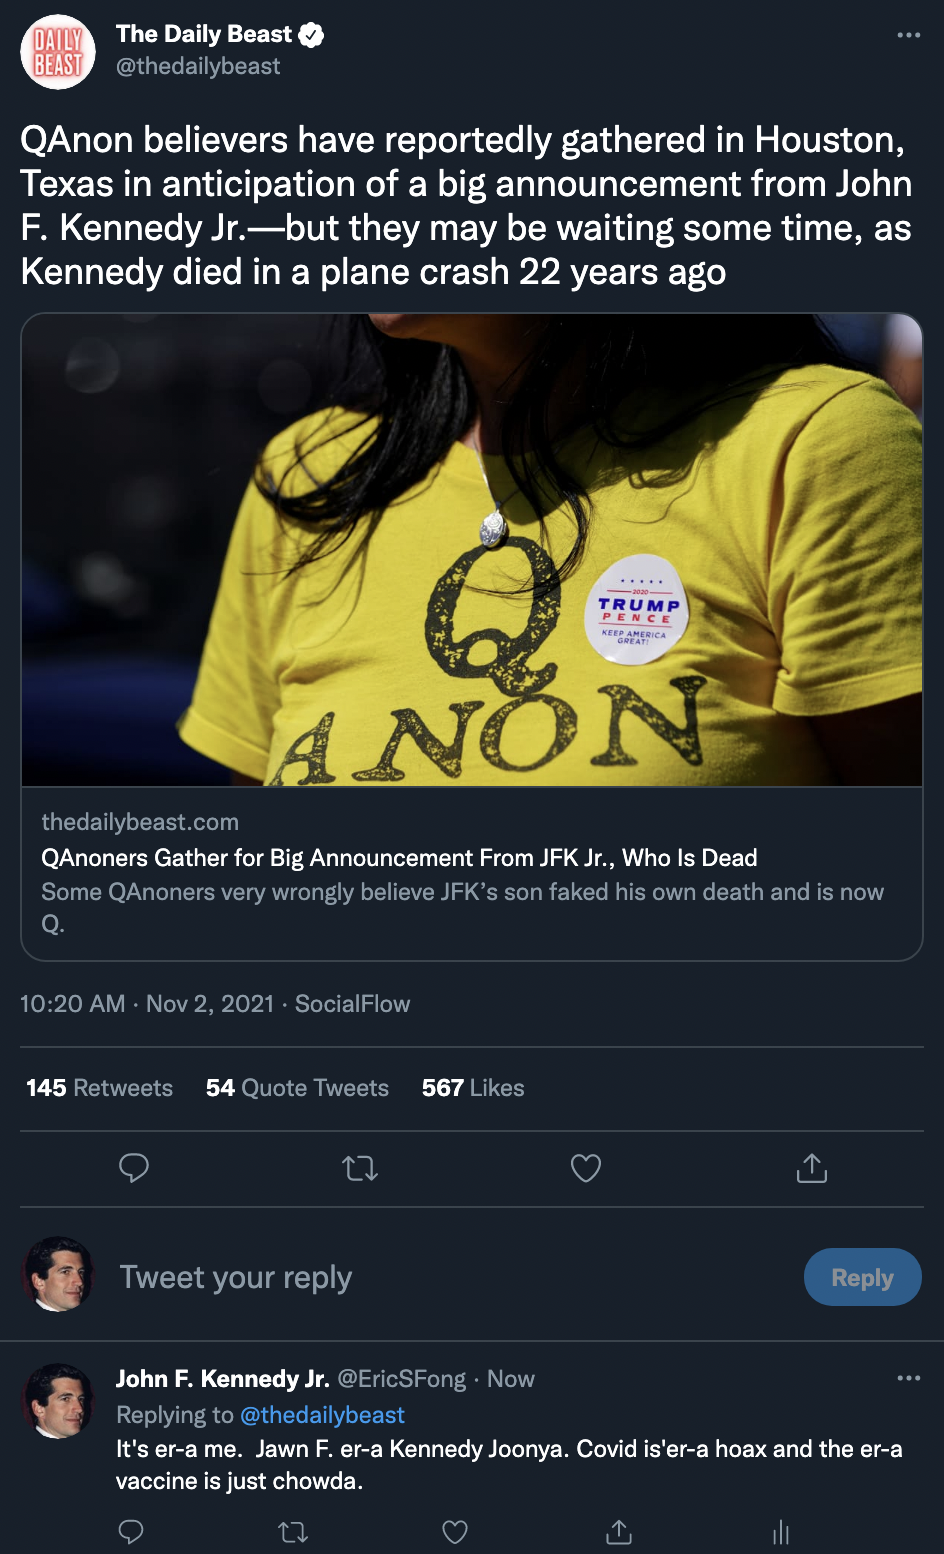 DAILY
BEAST
The Daily Beast
@thedailybeast
QAnon believers have reportedly gathered in Houston,
Texas in anticipation of a big announcement from John
F. Kennedy Jr.—but they may be waiting some time, as
Kennedy died in a plane crash 22 years ago
Q
ANON
2020
TRUMP
PENCE
KEEP AMERICA
GREAT!
thedailybeast.com
QAnoners Gather for Big Announcement From JFK Jr., Who Is Dead
Some QAnoners very wrongly believe JFK’s son faked his own death and is now
Q.
10:20 AM · Nov 2, 2021 · SocialFlow
145 Retweets 54 Quote Tweets 567 Likes
Tweet your reply
Reply
John F. Kennedy Jr. @EricSFong · Now
Replying to @thedailybeast
It's er-a me.  Jawn F. er-a Kennedy Joonya. Covid is'er-a hoax and the er-a
vaccine is just chowda.